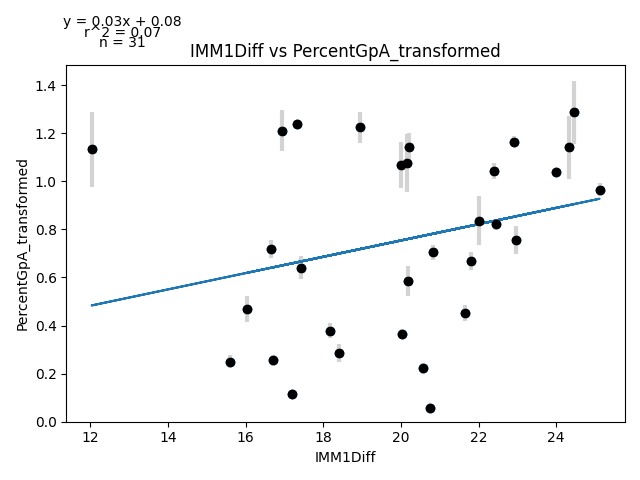 y = 0.03x + 0.08
r^2 = 0.07
n = 31
IMM1Diff vs PercentGpA_transformed
PercentGpA_transformed
1.4
1.2
1.0
0.8
0.6
0.4
0.2
0.0
12 14 16 18 20 22 24
IMM1Diff